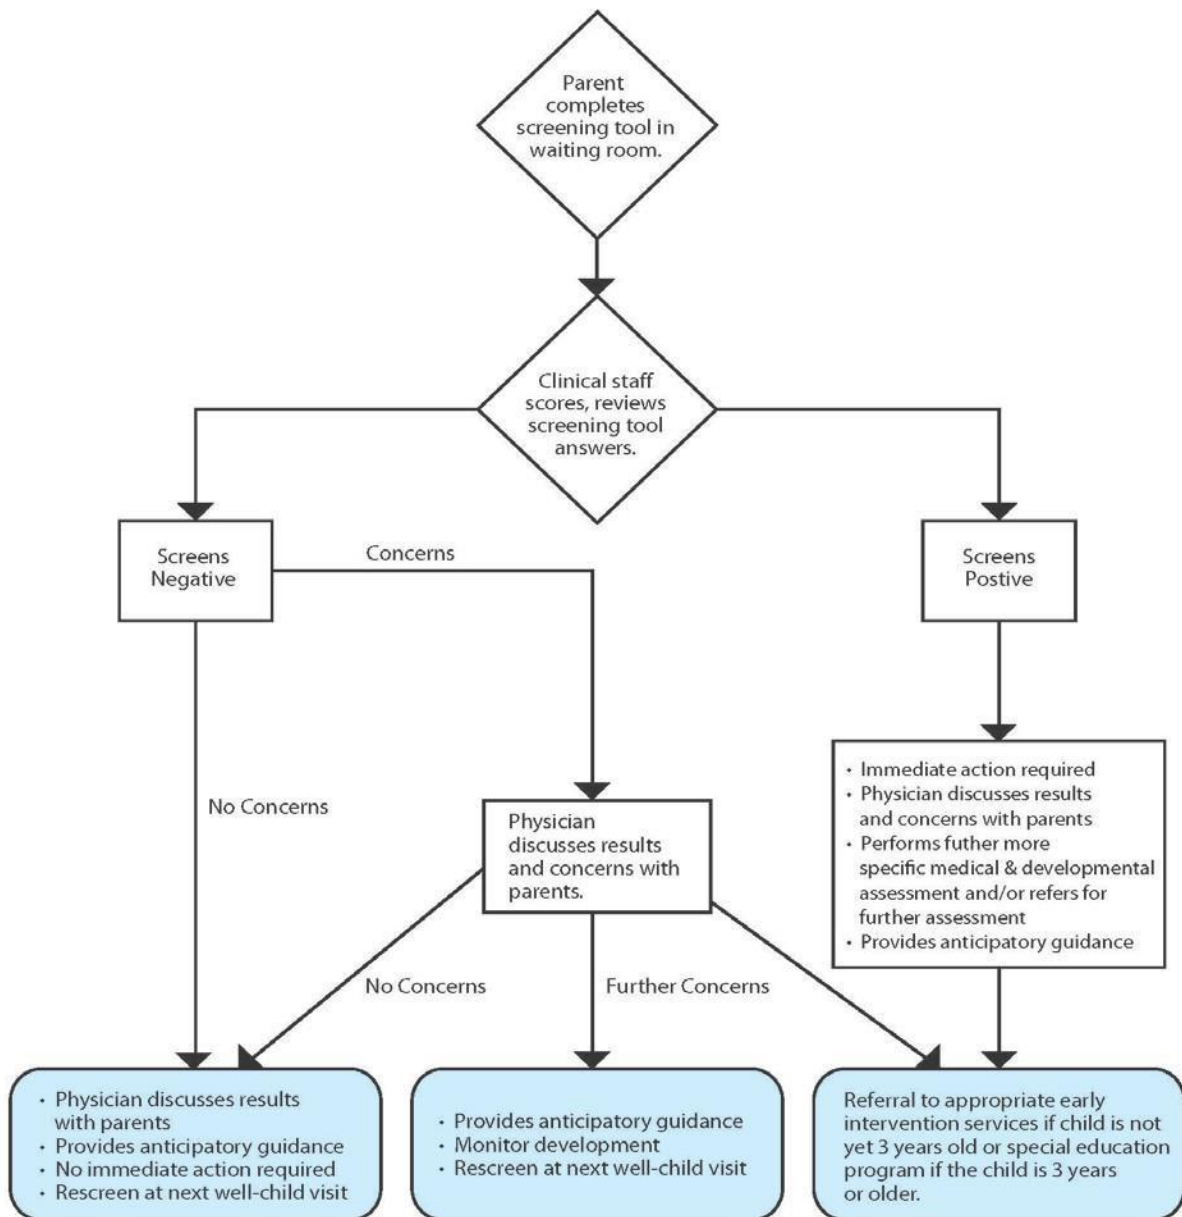 Parent
completes
screening tool in
waiting room.
Clinical staff
scores, reviews
screening tool
answers.
Screens
Negative
Concerns
Screens
Postive
No Concerns
Physician
discusses results
and concerns with
parents.
• Immediate action required
• Physician discusses results
and concerns with parents
• Performs futher more
specific medical & developmental
assessment and/or refers for
further assessment
• Provides anticipatory guidance
No Concerns
Further Concerns
• Physician discusses results
with parents
• Provides anticipatory guidance
• No immediate action required
• Rescreen at next well-child visit
• Provides anticipatory guidance
• Monitor development
• Rescreen at next well-child visit
Referral to appropriate early
intervention services if child is not
yet 3 years old or special education
program if the child is 3 years
or older.